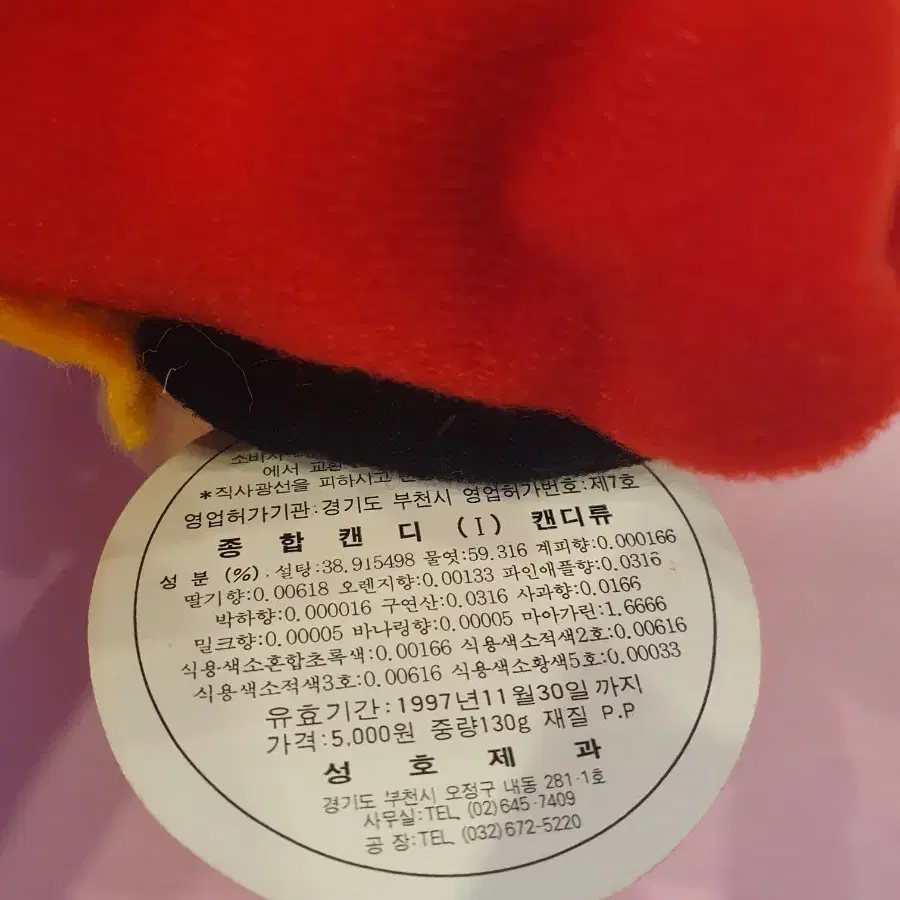 소비자
에서 교환
*직사광선을 피하시고
영업허가기관:경기도 부천시 영업허가번호:제7호
종 합 캔 디 (I) 캔디류
성 분 (%). 설탕:38.915498 물엿:59.316 계피향:0.000166
딸기향:0.00618 오렌지향:0.00133 파인애플향:0.0316
박하향:0.000016 구연산:0.0316 사과향:0.0166
밀크향:0.00005 바나링향:0.00005 마아가린:1.6666
식용색소혼합초록색:0.00166 식용색소적색2호:0.00616
식용색소적색3호:0.00616 식용색소황색5호:0.00033
유효기간:1997년11월30일까지
가격:5,000원 중량130g 재질 P.P
성 호 제 과
경기도 부천시 오정구 내동 281-1호
사무실:TEL. (02)645-7409
공 장:TEL. (032)672-5220